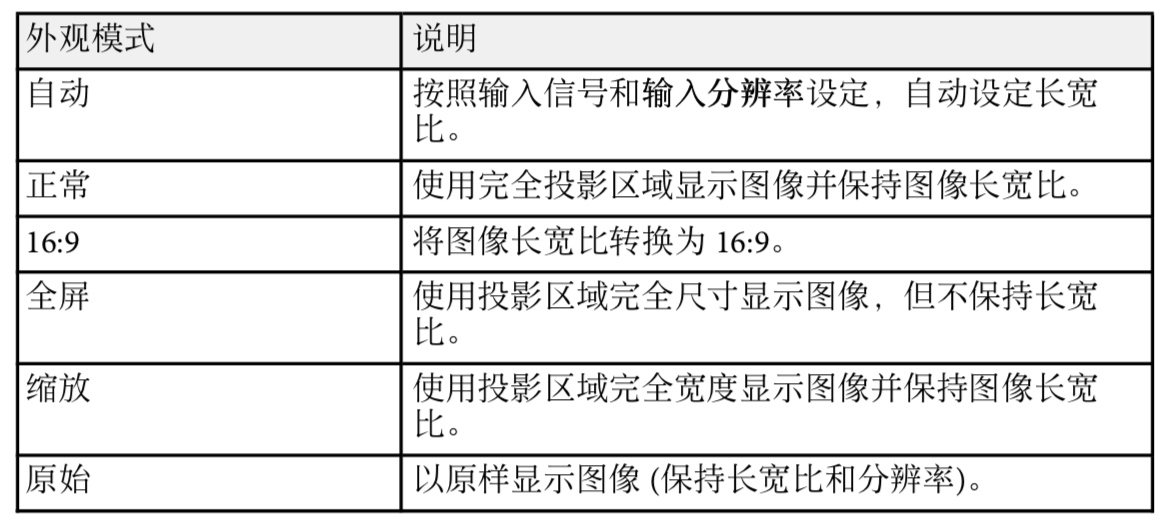 外观模式 说明
自动 按照输入信号和输入分辨率设定，自动设定长宽
比。
正常 使用完全投影区域显示图像并保持图像长宽比。
16:9 将图像长宽比转换为 16:9。
全屏 使用投影区域完全尺寸显示图像，但不保持长宽
比。
缩放 使用投影区域完全宽度显示图像并保持图像长宽
比。
原始 以原样显示图像 (保持长宽比和分辨率)。